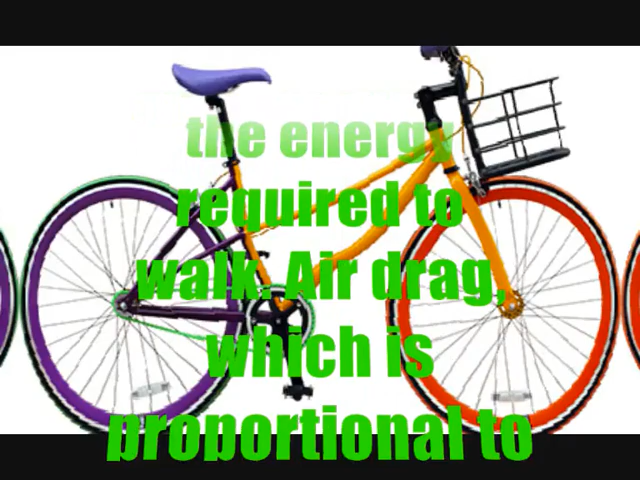 the energy
required to
walk. Air drag,
which is
proportional to